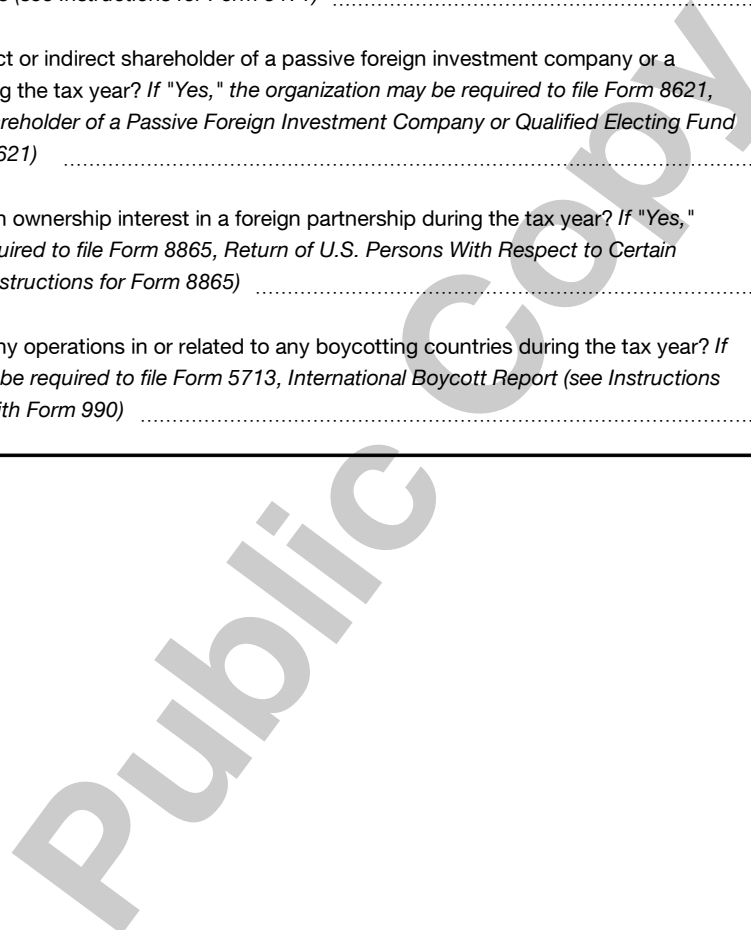 (see Instructions for Form 5471)
ct or indirect shareholder of a passive foreign investment company or a
g the tax year? If "Yes," the organization may be required to file Form 8621,
reholder of a Passive Foreign Investment Company or Qualified Electing Fund
621)
n ownership interest in a foreign partnership during the tax year? If "Yes,"
uired to file Form 8865, Return of U.S. Persons With Respect to Certain
structions for Form 8865)
ny operations in or related to any boycotting countries during the tax year? If
be required to file Form 5713, International Boycott Report (see Instructions
ith Form 990)
Public Copy